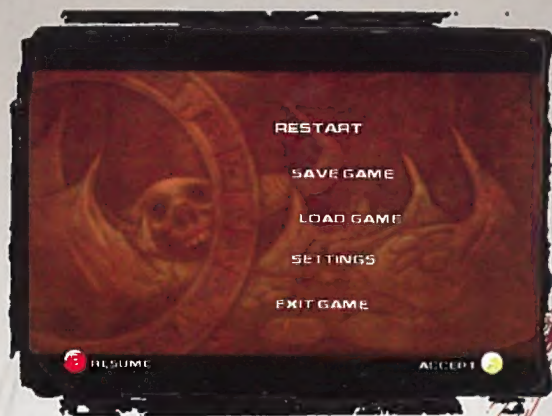 RESTART
SAVE GAME
LOAD GAME
SETTINGS
EXIT GAME
B RESUME
ACCEPT